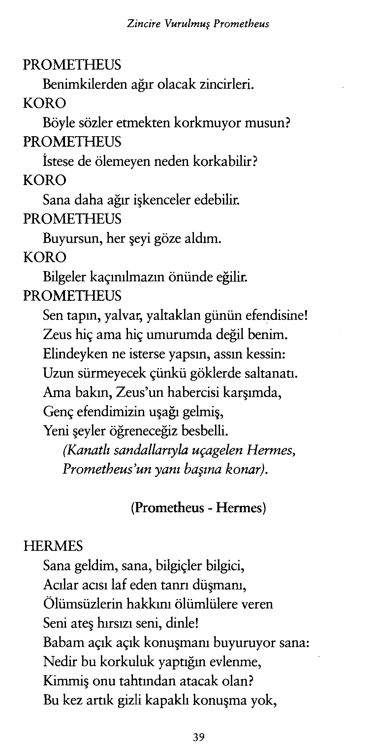 Zincire Vurulmuş Prometheus
PROMETHEUS
Benimkilerden ağır olacak zincirleri.
KORO
Böyle sözler etmekten korkmuyor musun?
PROMETHEUS
İstese de ölemeyen neden korkabilir?
KORO
Sana daha ağır işkenceler edebilir.
PROMETHEUS
Buyursun, her şeyi göze aldım.
KORO
Bilgeler kaçınılmazın önünde eğilir.
PROMETHEUS
Sen tapın, yalvar, yaltaklan günün efendisine!
Zeus hiç ama hiç umurumda değil benim.
Elindeyken ne isterse yapsın, assın kessin:
Uzun sürmeyecek çünkü göklerde saltanatı.
Ama bakın, Zeus'un habercisi karşımda,
Genç efendimizin uşağı gelmiş,
Yeni şeyler öğreneceğiz besbelli.
(Kanatlı sandallarıyla uçagelen Hermes,
Prometheus'un yanı başına konar).
(Prometheus - Hermes)
HERMES
Sana geldim, sana, bilgiçler bilgici,
Acılar acısı laf eden tanrı düşmanı,
Ölümsüzlerin hakkını ölümlülere veren
Seni ateş hırsızı seni, dinle!
Babam açık açık konuşmanı buyuruyor sana:
Nedir bu korkuluk yaptığın evlenme,
Kimmiş onu tahtından atacak olan?
Bu kez artık gizli kapaklı konuşma yok,
39